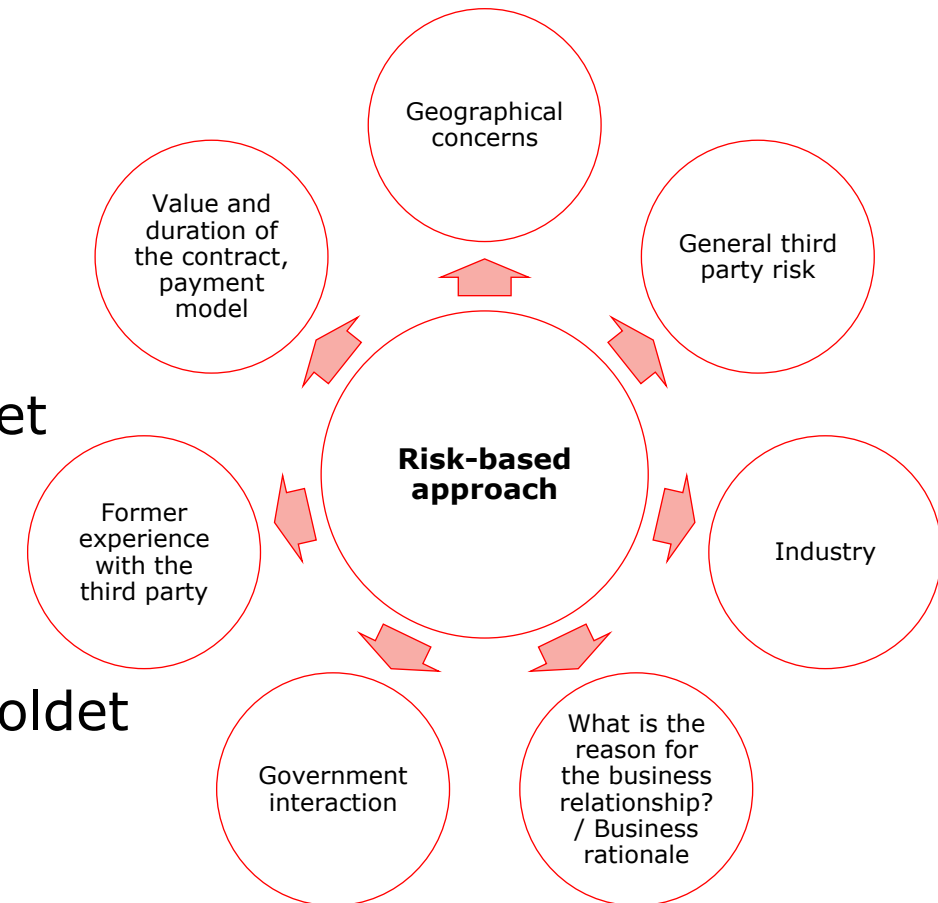 Geographical
concerns
General third
party risk
Industry
What is the
reason for
the business
relationship?
/ Business
rationale
Government
interaction
Former
experience
with the
third party
Value and
duration of
the contract,
payment
model
Risk-based
approach
et
oldet